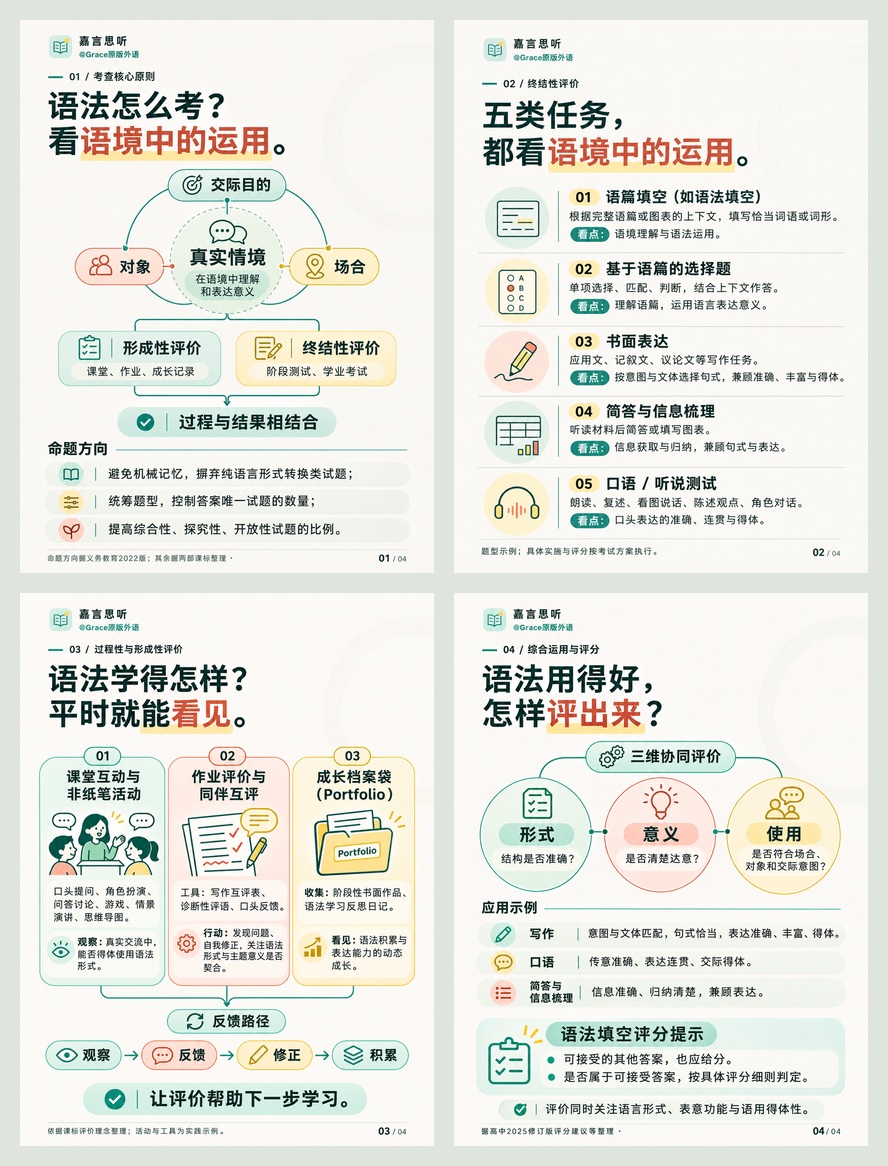 嘉言思听
@Grace原版外语
01 / 考查核心原则
语法怎么考？
看语境中的运用。
交际目的
对象
真实情境
在语境中理解
和表达意义
场合
形成性评价
课堂、作业、成长记录
终结性评价
阶段测试、学业考试
过程与结果相结合
命题方向
避免机械记忆，摒弃纯语言形式转换类试题；
统筹题型，控制答案唯一试题的数量；
提高综合性、探究性、开放性试题的比例。
命题方向据义务教育2022版；其余据两部课标整理·
01 / 04
嘉言思听
@Grace原版外语
02 / 终结性评价
五类任务，
都看语境中的运用。
01 语篇填空（如语法填空）
根据完整语篇或图表的上下文，填写恰当词语或词形。
看点： 语境理解与语法运用。
A
B
C
D
02 基于语篇的选择题
单项选择、匹配、判断，结合上下文作答。
看点： 理解语篇，运用语言表达意义。
03 书面表达
应用文、记叙文、议论文等写作任务。
看点： 按意图与文体选择句式，兼顾准确、丰富与得体。
04 简答与信息梳理
听读材料后简答或填写图表。
看点： 信息获取与归纳，兼顾句式与表达。
05 口语 / 听说测试
朗读、复述、看图说话、陈述观点、角色对话。
看点： 口头表达的准确、连贯与得体。
题型示例；具体实施与评分按考试方案执行。
02 / 04
嘉言思听
@Grace原版外语
03 / 过程性与形成性评价
语法学得怎样？
平时就能看见。
01
课堂互动与
非纸笔活动
口头提问、角色扮演、
问答讨论、游戏、情景
演讲、思维导图。
观察：真实交流中，
能否得体使用语法
形式。
02
作业评价与
同伴互评
工具：写作互评表、
诊断性评语、口头反馈。
行动：发现问题、
自我修正，关注语法
形式与主题意义是否
契合。
03
成长档案袋
（Portfolio）
Portfolio
收集：阶段性书面作品、
语法学习反思日记。
看见：语法积累与
表达能力的动态
成长。
反馈路径
观察
反馈
修正
积累
让评价帮助下一步学习。
依据课标评价理念整理；活动与工具为实践示例。
03 / 04
嘉言思听
@Grace原版外语
04 / 综合运用与评分
语法用得好，
怎样评出来？
三维协同评价
形式
结构是否准确？
意义
是否清楚达意？
使用
是否符合场合、
对象和交际意图？
应用示例
写作 意图与文体匹配，句式恰当，表达准确、丰富、得体。
口语 传意准确、表达连贯、交际得体。
简答与
信息梳理
信息准确、归纳清楚，兼顾表达。
语法填空评分提示
可接受的其他答案，也应给分。
是否属于可接受答案，按具体评分细则判定。
评价同时关注语言形式、表意功能与语用得体性。
据高中2025修订版评分建议等整理·
04 / 04